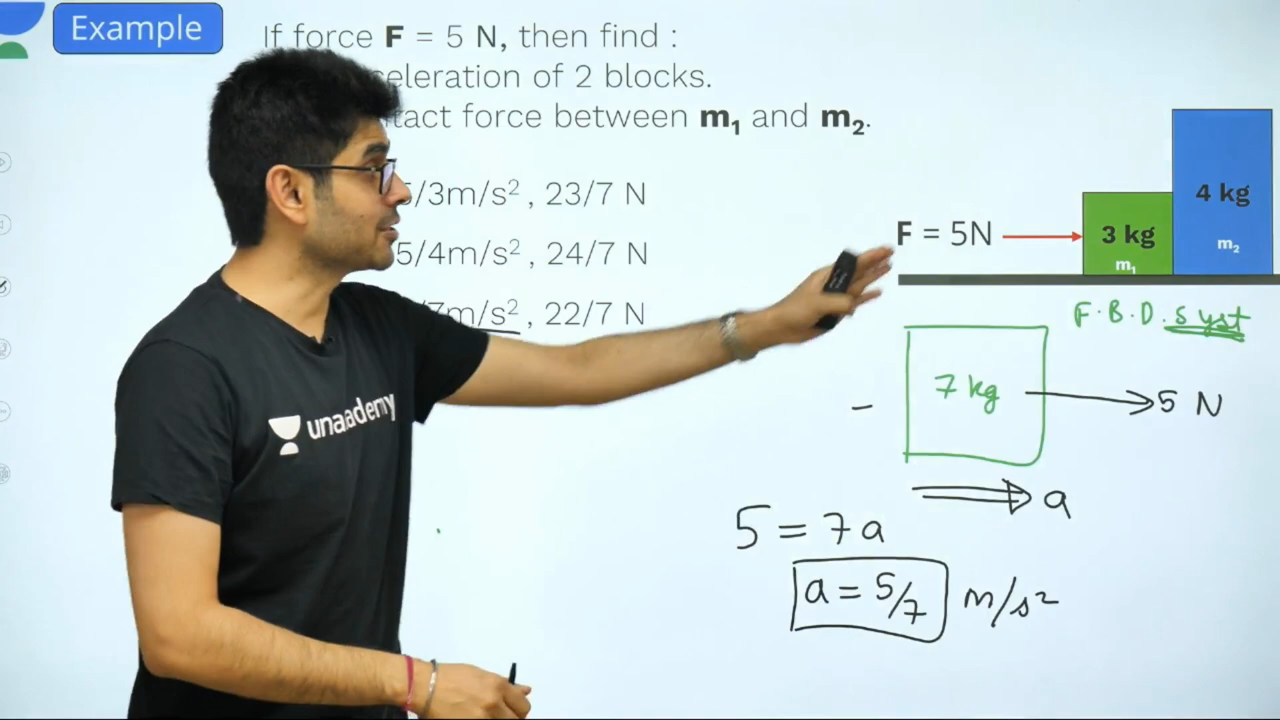 Example
If force F = 5 N, then find :
eleration of 2 blocks.
tact force between m₁ and m₂.
/3m/s² , 23/7 N
5/4m/s² , 24/7 N
/7m/s² , 22/7 N
F = 5N
3 kg
m₁
4 kg
m₂
F.B.D. syst
7 kg
5 N
a
5 = 7a
a = 5/7 m/s²
unacademy